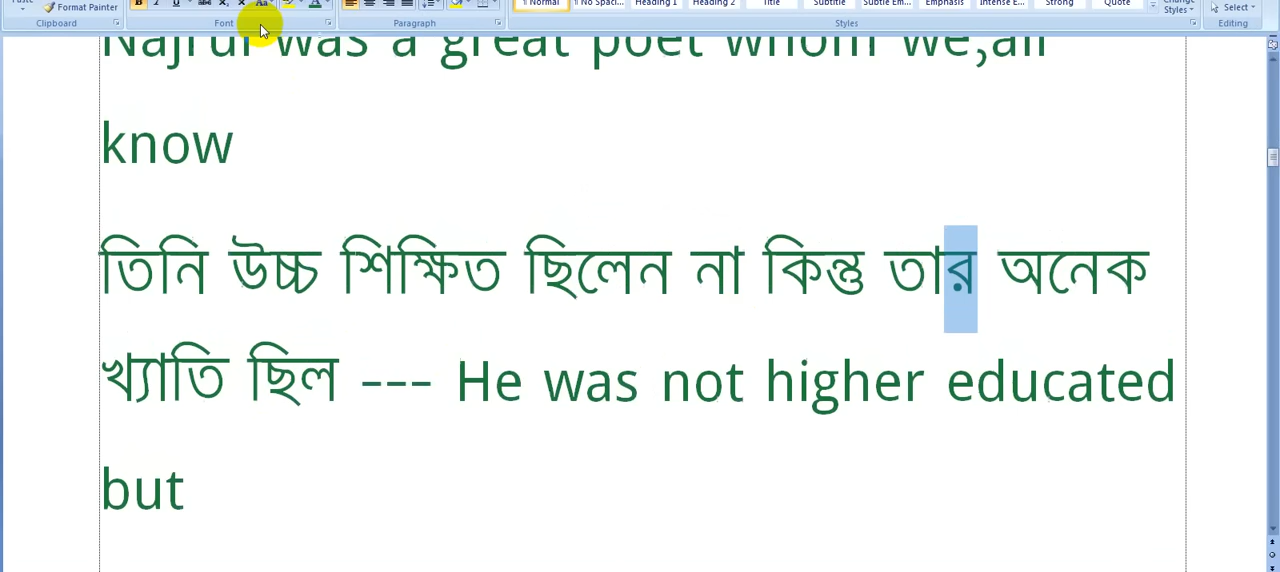 Format Painter
Clipboard
Font
Paragraph
¶ Normal
¶ No Spaci...
Heading 1
Heading 2
Title
Subtitle
Subtle Em...
Emphasis
Intense E...
Strong
Quote
Change
Styles
Styles
Select
Editing
Najrul was a great poet whom we,all
know
তিনি উচ্চ শিক্ষিত ছিলেন না কিন্তু তার অনেক
খ্যাতি ছিল --- He was not higher educated
but